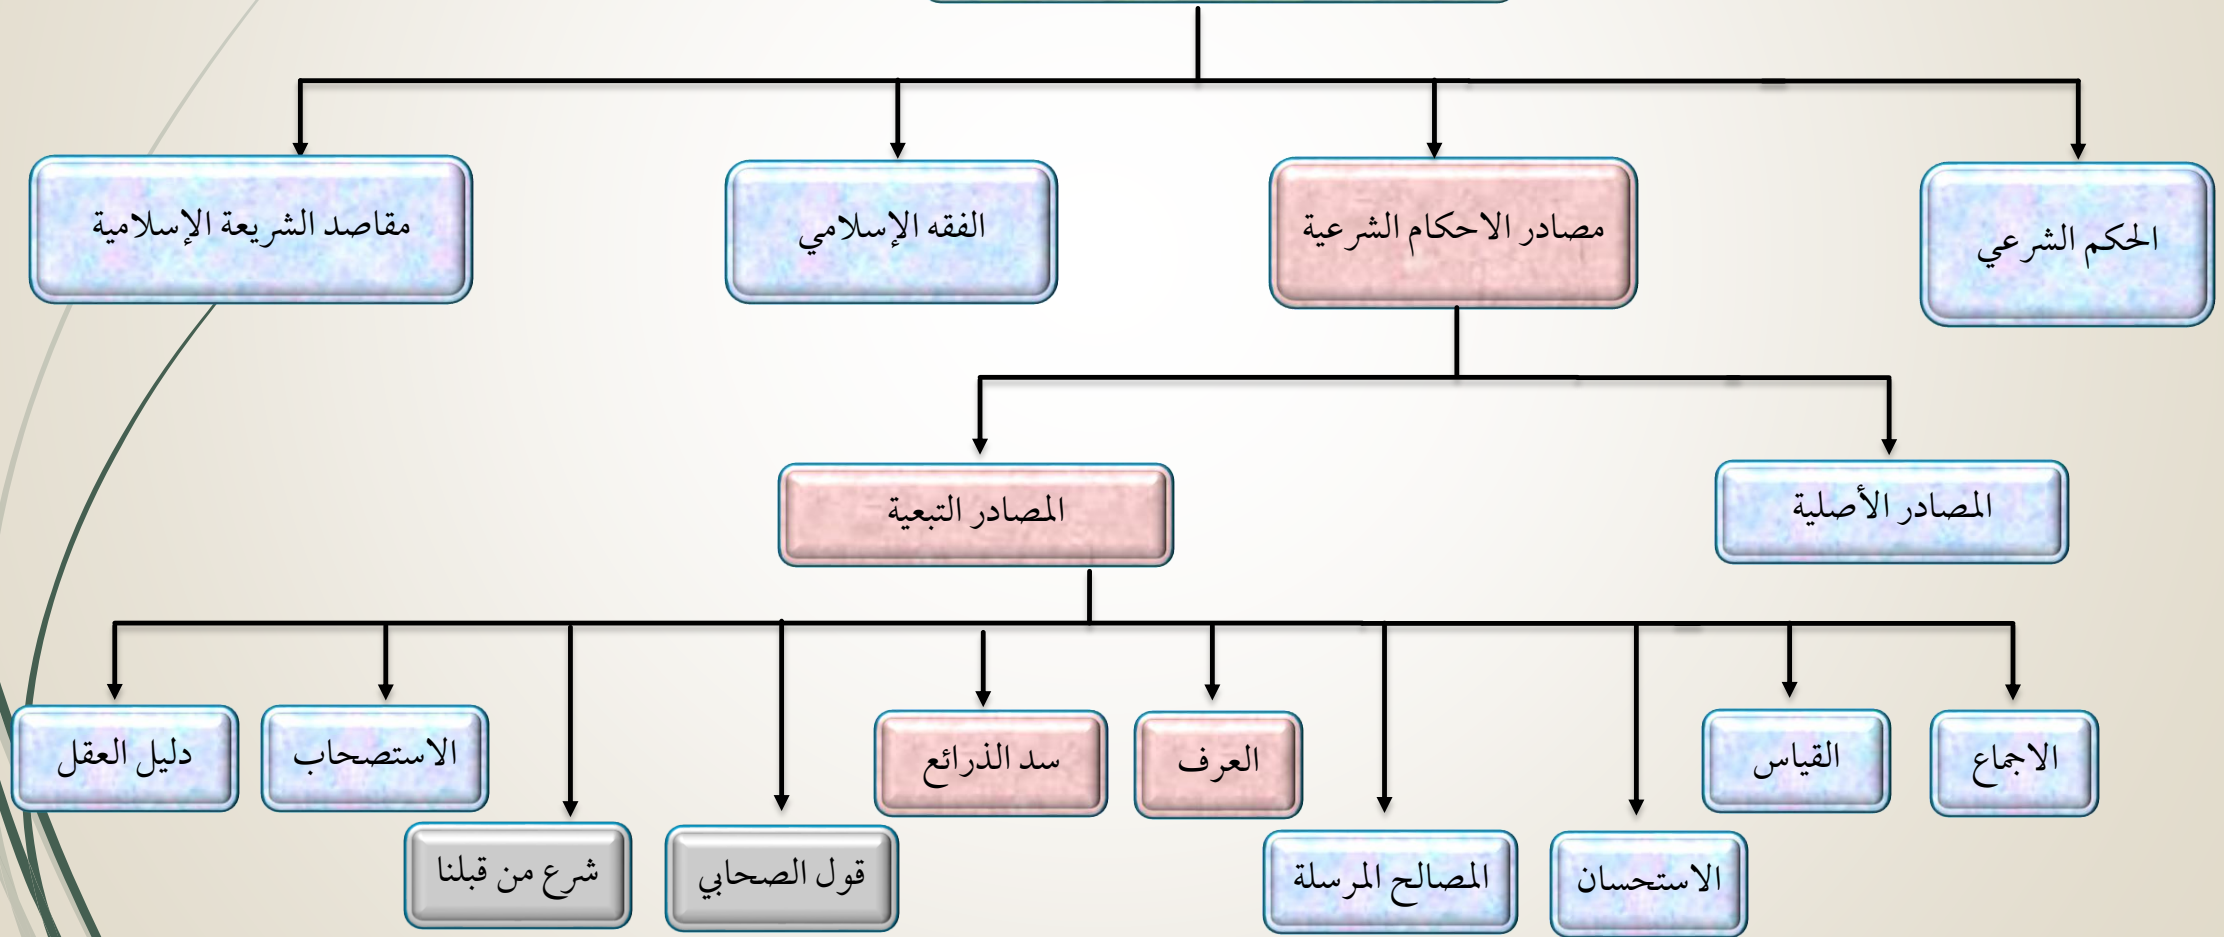 الحكم الشرعي
مصادر الاحكام الشرعية
الفقه الإسلامي
مقاصد الشريعة الإسلامية
المصادر الأصلية
المصادر التبعية
الاجماع
القياس
الاستحسان
المصالح المرسلة
العرف
سد الذرائع
قول الصحابي
شرع من قبلنا
الاستصحاب
دليل العقل